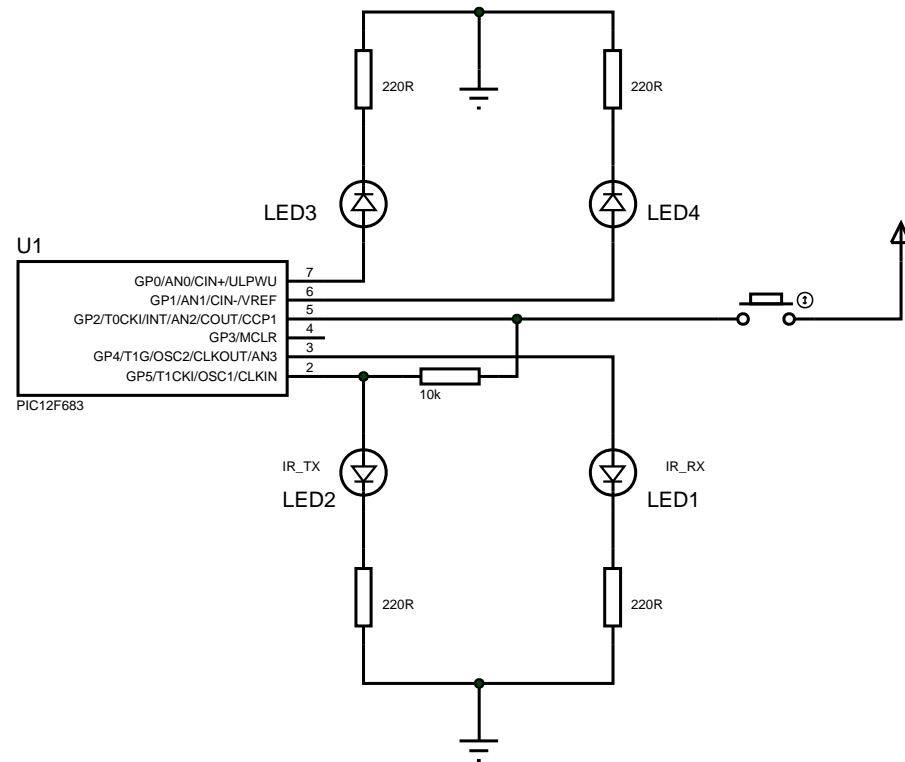 220R
220R
LED3
LED4
U1
GP0/AN0/CIN+/ULPWU 7
GP1/AN1/CIN-/VREF 6
GP2/T0CKI/INT/AN2/COUT/CCP1 5
GP3/MCLR 4
GP4/T1G/OSC2/CLKOUT/AN3 3
GP5/T1CKI/OSC1/CLKIN 2
PIC12F683
10k
IR_TX
LED2
IR_RX
LED1
220R
220R